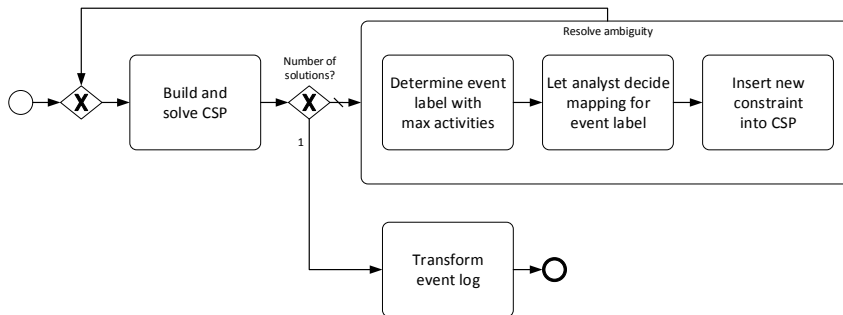 Resolve ambiguity
Number of
solutions?
X
Build and
solve CSP
X
Determine event
label with
max activities
Let analyst decide
mapping for
event label
Insert new
constraint
into CSP
1
Transform
event log